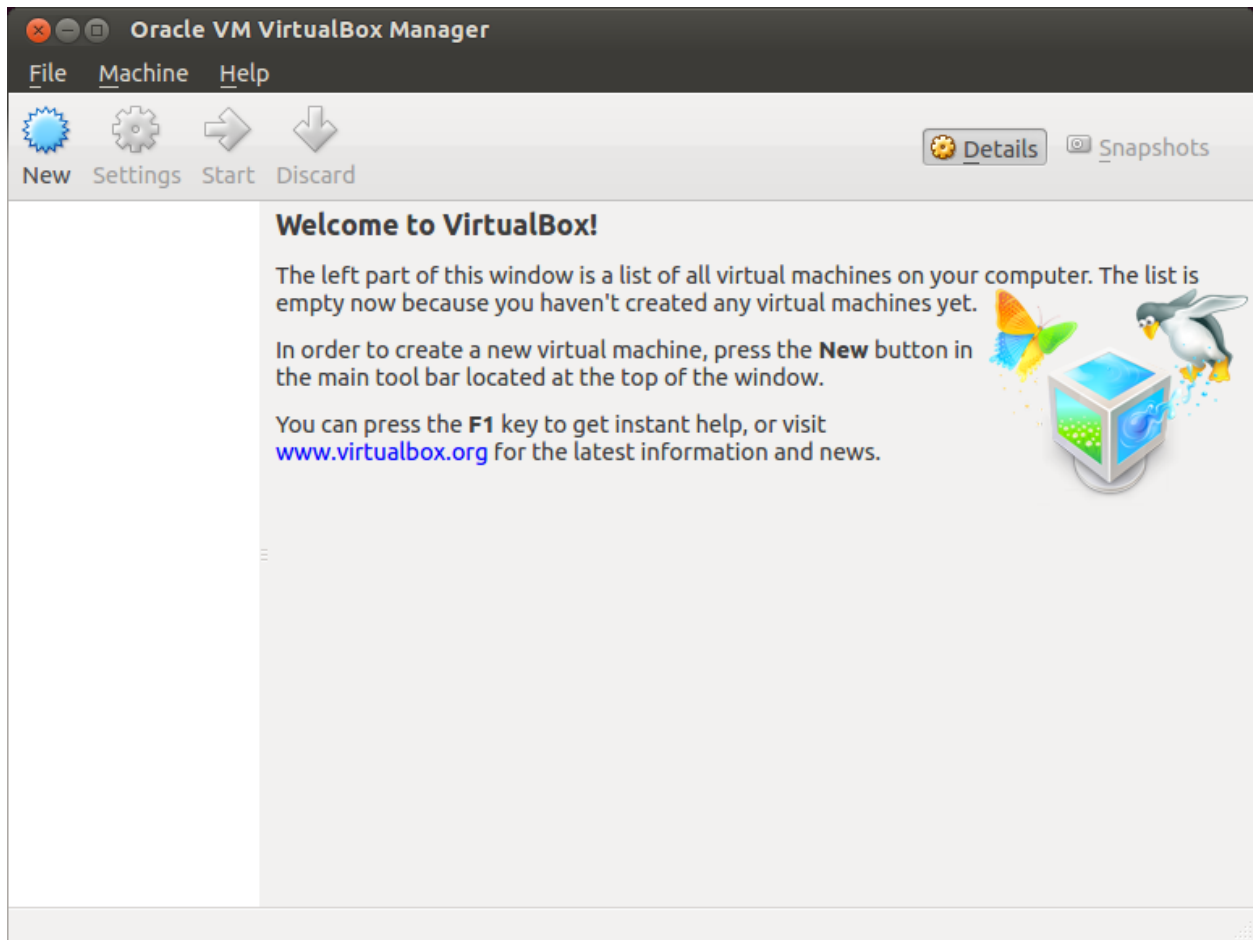 Oracle VM VirtualBox Manager
File Machine Help
New Settings Start Discard
Details Snapshots
Welcome to VirtualBox!
The left part of this window is a list of all virtual machines on your computer. The list is
empty now because you haven't created any virtual machines yet.
In order to create a new virtual machine, press the New button in
the main tool bar located at the top of the window.
You can press the F1 key to get instant help, or visit
www.virtualbox.org for the latest information and news.